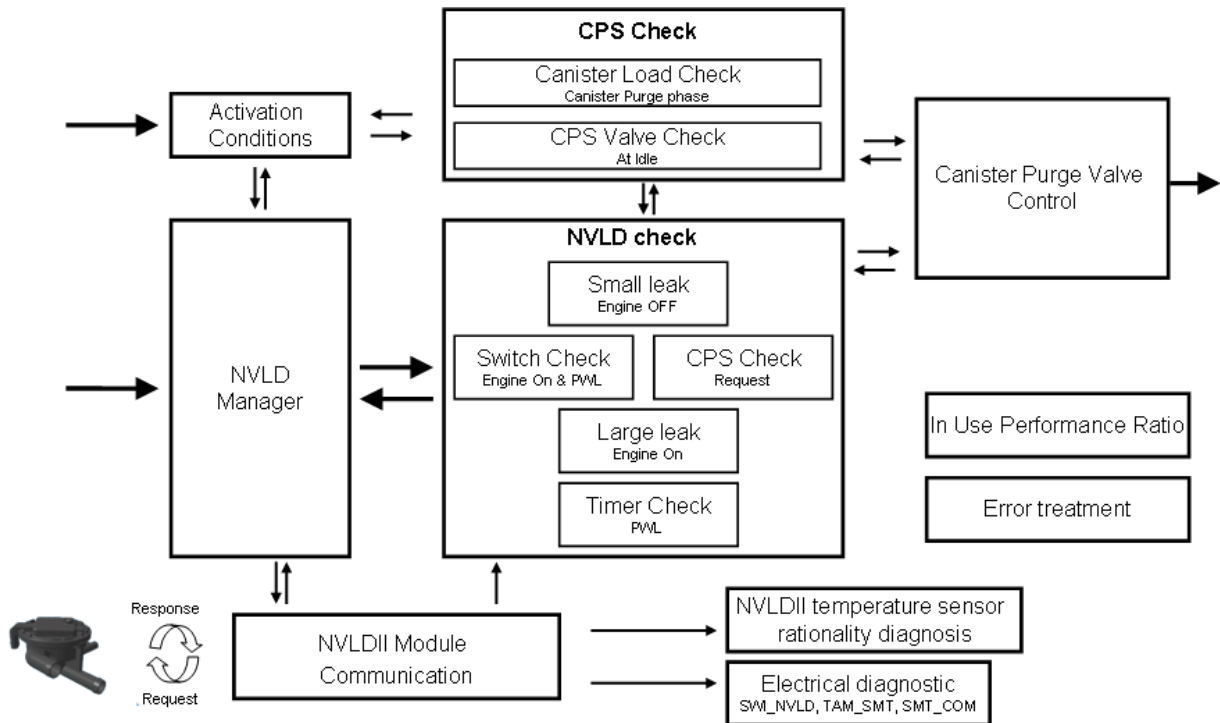 CPS Check
Canister Load Check
Canister Purge phase
CPS Valve Check
At Idle
Activation
Conditions
Canister Purge Valve
Control
NVLD
Manager
NVLD check
Small leak
Engine OFF
Switch Check
Engine On & PWL
CPS Check
Request
Large leak
Engine On
Timer Check
PWL
In Use Performance Ratio
Error treatment
Response
Request
NVLDII Module
Communication
NVLDII temperature sensor
rationality diagnosis
Electrical diagnostic
SWI_NVLD, TAM_SMT, SMT_COM